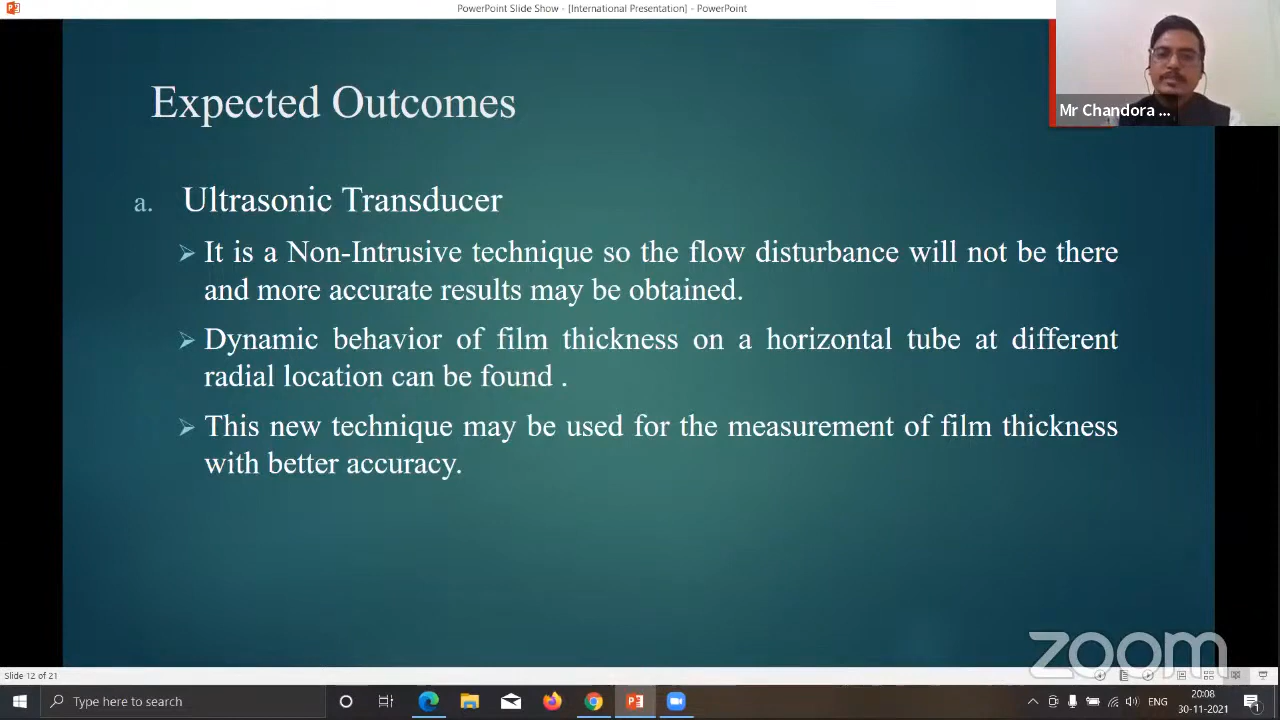 PowerPoint Slide Show - [International Presentation] - PowerPoint
Mr Chandora ...
Expected Outcomes
a. Ultrasonic Transducer
It is a Non-Intrusive technique so the flow disturbance will not be there
and more accurate results may be obtained.
Dynamic behavior of film thickness on a horizontal tube at different
radial location can be found .
This new technique may be used for the measurement of film thickness
with better accuracy.
zoom
Slide 12 of 21
Type here to search
ENG
20:08
30-11-2021
1